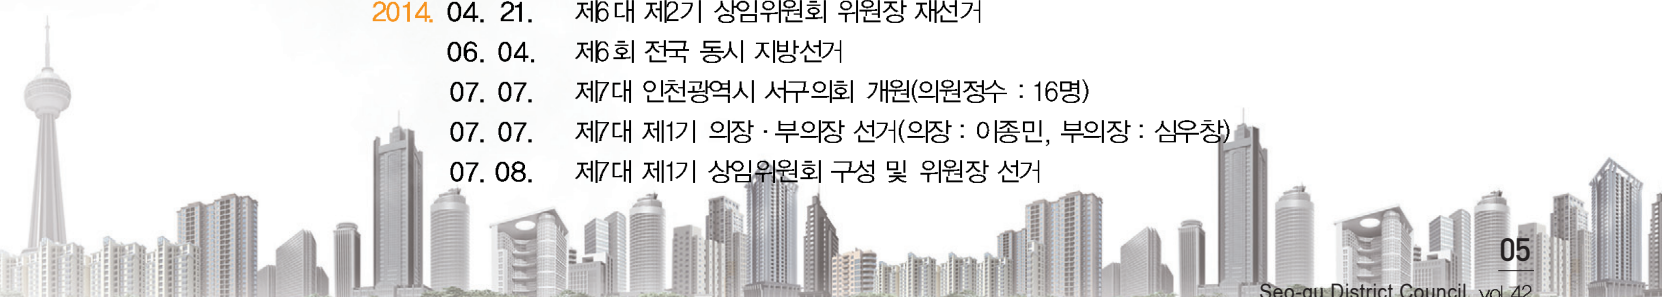 2014. 04. 21. 제6대 제2기 상임위원회 위원장 재선거
06. 04. 제6회 전국 동시 지방선거
07. 07. 제7대 인천광역시 서구의회 개원(의원정수 : 16명)
07. 07. 제7대 제1기 의장 · 부의장 선거(의장 : 이종민, 부의장 : 심우창)
07. 08. 제7대 제1기 상임위원회 구성 및 위원장 선거
05
Seo-gu District Council vol. 42